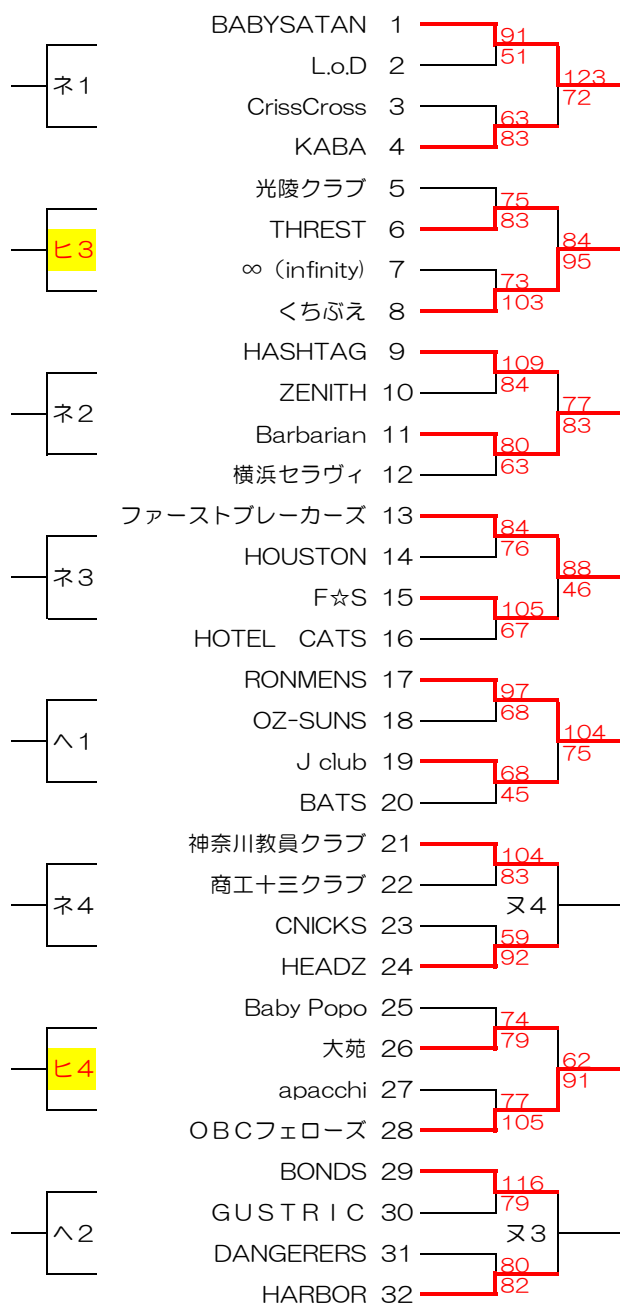 BABYSATAN 1
91
51
L.o.D 2
ネ1
123
72
CrissCross 3
63
83
KABA 4
光陵クラブ 5
75
83
THREST 6
ヒ3
84
95
∞（infinity) 7
73
103
くちぶえ 8
HASHTAG 9
109
84
ZENITH 10
ネ2
77
83
Barbarian 11
80
63
横浜セラヴィ 12
ファーストブレーカーズ 13
84
76
HOUSTON 14
ネ3
88
46
F☆S 15
105
67
HOTEL　CATS 16
RONMENS 17
97
68
OZ-SUNS 18
ヘ1
104
75
J club 19
68
45
BATS 20
神奈川教員クラブ 21
104
83
商工十三クラブ 22
ネ4
ヌ4
CNICKS 23
59
92
HEADZ 24
Baby Popo 25
74
79
大苑 26
ヒ4
62
91
apacchi 27
77
105
ＯＢＣフェローズ 28
BONDS 29
116
79
ＧＵＳＴＲＩＣ 30
ヘ2
ヌ3
DANGERERS 31
80
82
HARBOR 32